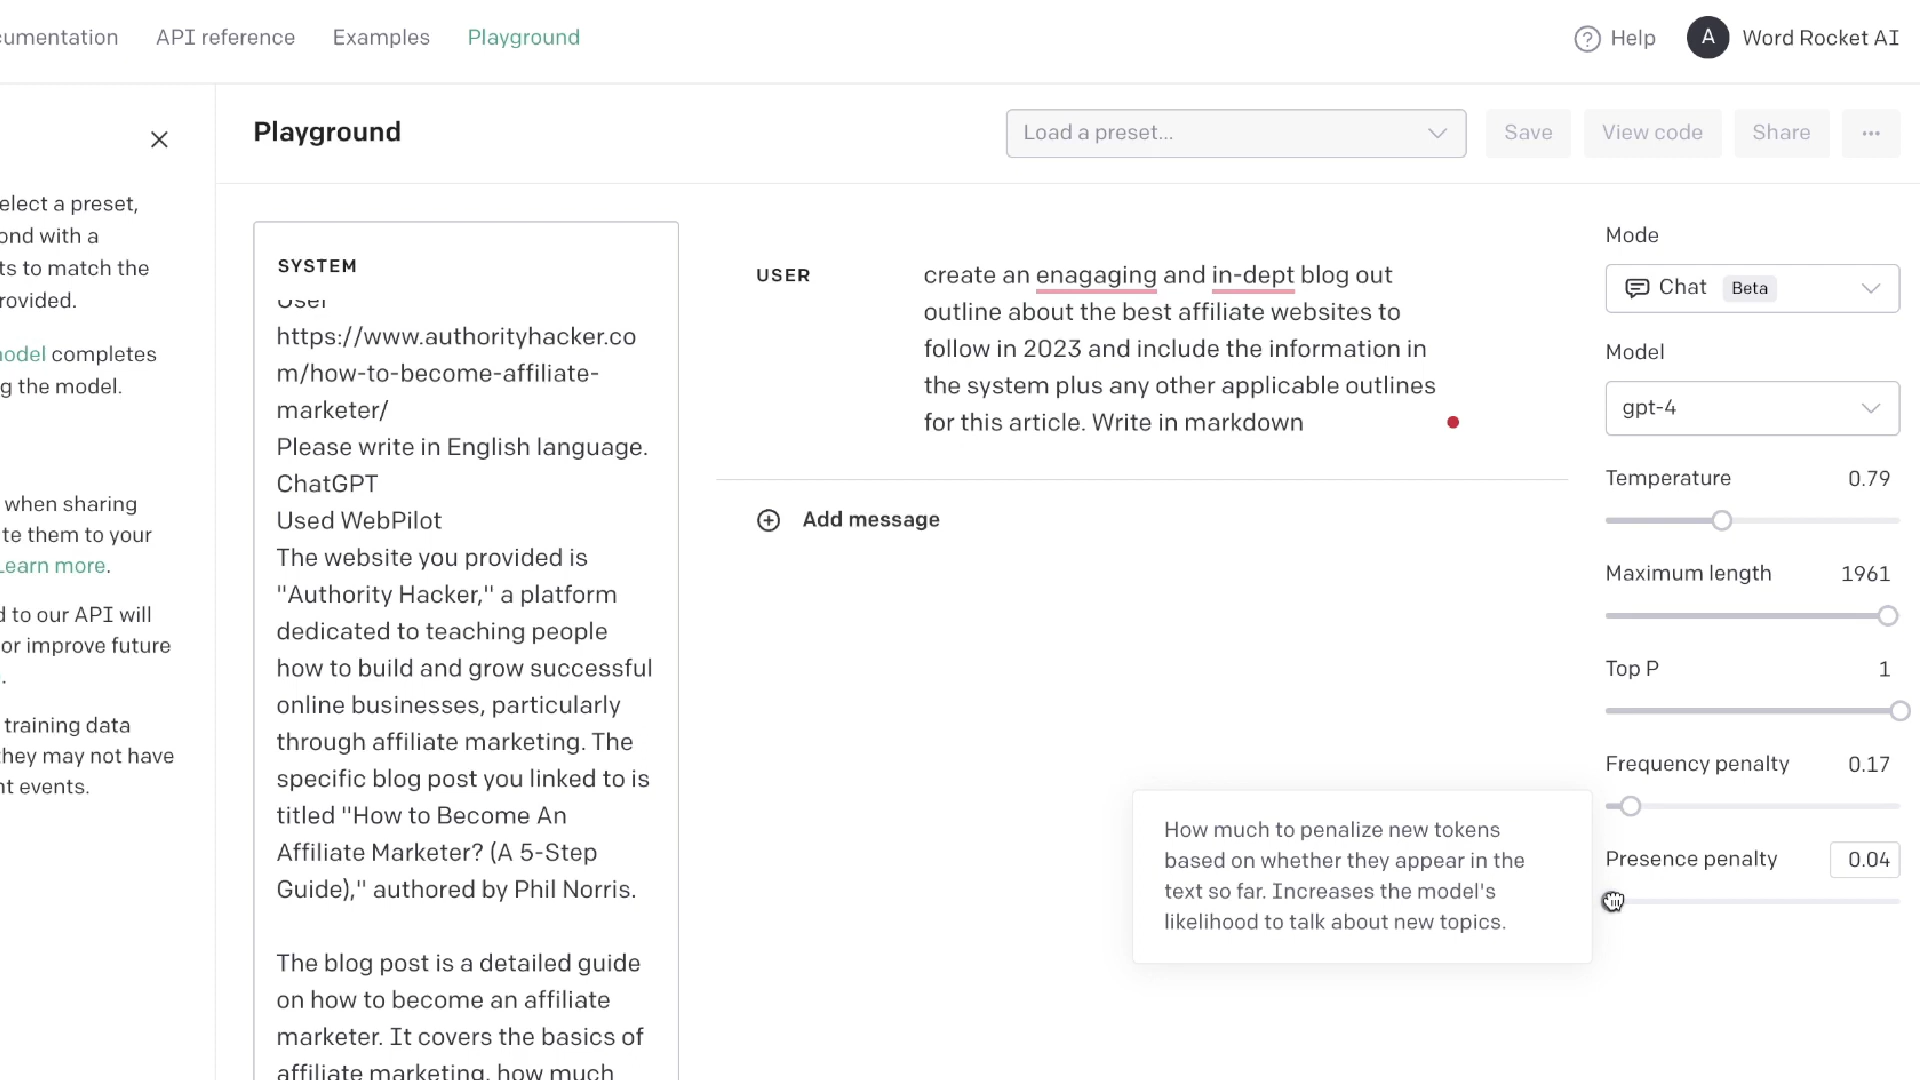 API reference
Examples
Playground
Help
A
Word Rocket AI
elect a preset,
ond with a
ts to match the
rovided.
completes
g the model.
when sharing
te them to your
Learn more.
d to our API will
or improve future
training data
they may not have
nt events.
Playground
Load a preset...
Save
View code
Share
...
SYSTEM
User
https://www.authorityhacker.co
m/how-to-become-affiliate-
marketer/
Please write in English language.
ChatGPT
Used WebPilot
The website you provided is
"Authority Hacker," a platform
dedicated to teaching people
how to build and grow successful
online businesses, particularly
through affiliate marketing. The
specific blog post you linked to is
titled "How to Become An
Affiliate Marketer? (A 5-Step
Guide)," authored by Phil Norris.
The blog post is a detailed guide
on how to become an affiliate
marketer. It covers the basics of
affiliate marketing, how much
USER
create an enagaging and in-dept blog out
outline about the best affiliate websites to
follow in 2023 and include the information in
the system plus any other applicable outlines
for this article. Write in markdown
Add message
Mode
Chat Beta
Model
gpt-4
Temperature 0.79
Maximum length 1961
Top P 1
Frequency penalty 0.17
Presence penalty 0.04
How much to penalize new tokens
based on whether they appear in the
text so far. Increases the model's
likelihood to talk about new topics.